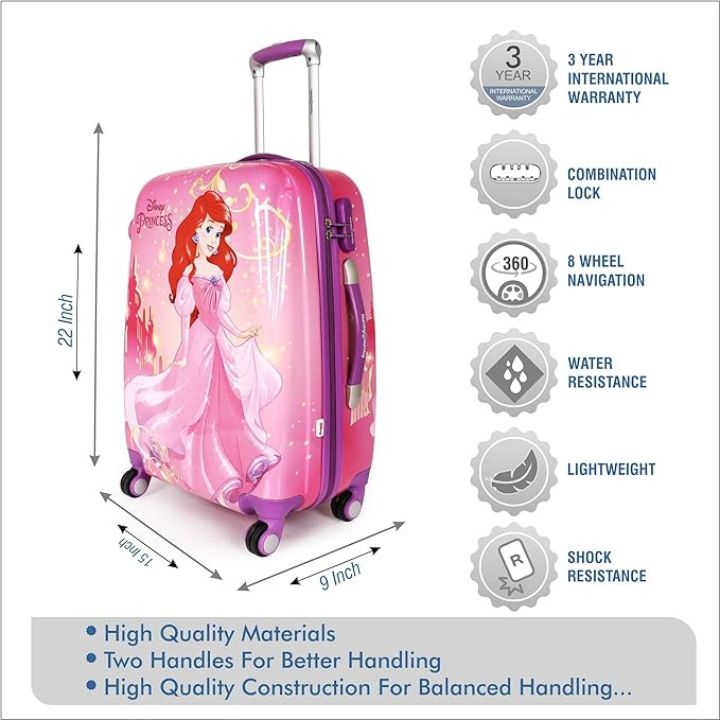 3
YEAR
INTERNATIONAL
WARRANTY
3 YEAR
INTERNATIONAL
WARRANTY
COMBINATION
LOCK
360
8 WHEEL
NAVIGATION
WATER
RESISTANCE
LIGHTWEIGHT
R
SHOCK
RESISTANCE
Disney
PRINCESS
22 Inch
15 Inch
9 Inch
• High Quality Materials
• Two Handles For Better Handling
• High Quality Construction For Balanced Handling...